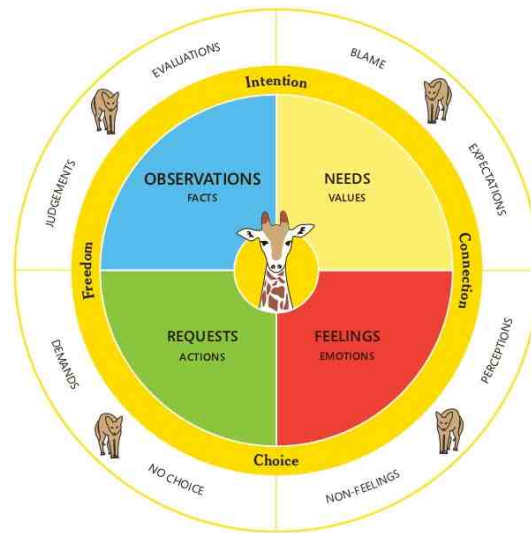 EVALUATIONS
BLAME
JUDGEMENTS
EXPECTATIONS
Intention
OBSERVATIONS
FACTS
NEEDS
VALUES
Freedom
Connection
REQUESTS
ACTIONS
FEELINGS
EMOTIONS
DEMANDS
PERCEPTIONS
Choice
NO CHOICE
NON-FEELINGS